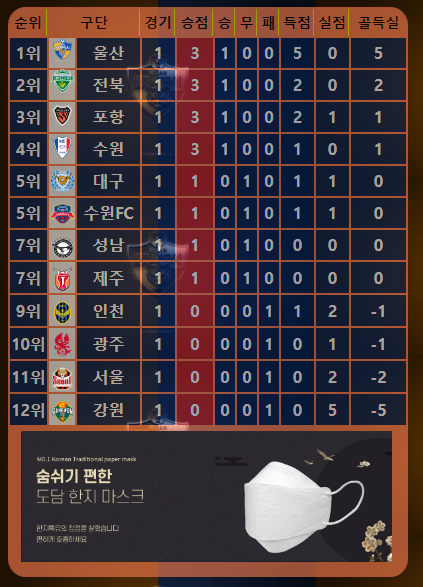 순위 구단 경기 승점 승 무 패 득점 실점 골득실
1위 울산 1 3 1 0 0 5 0 5
2위 전북 1 3 1 0 0 2 0 2
3위 포항 1 3 1 0 0 2 1 1
4위 수원 1 3 1 0 0 1 0 1
5위 대구 1 1 0 1 0 1 1 0
5위 수원FC 1 1 0 1 0 1 1 0
7위 성남 1 1 0 1 0 0 0 0
7위 제주 1 1 0 1 0 0 0 0
9위 인천 1 0 0 0 1 1 2 -1
10위 광주 1 0 0 0 1 0 1 -1
11위 서울 1 0 0 0 1 0 2 -2
12위 강원 1 0 0 0 1 0 5 -5
NO.1 Korean Traditional paper mask
숨쉬기 편한
도담 한지 마스크
한지특유의 장점을 살렸습니다
편하게 호흡하세요